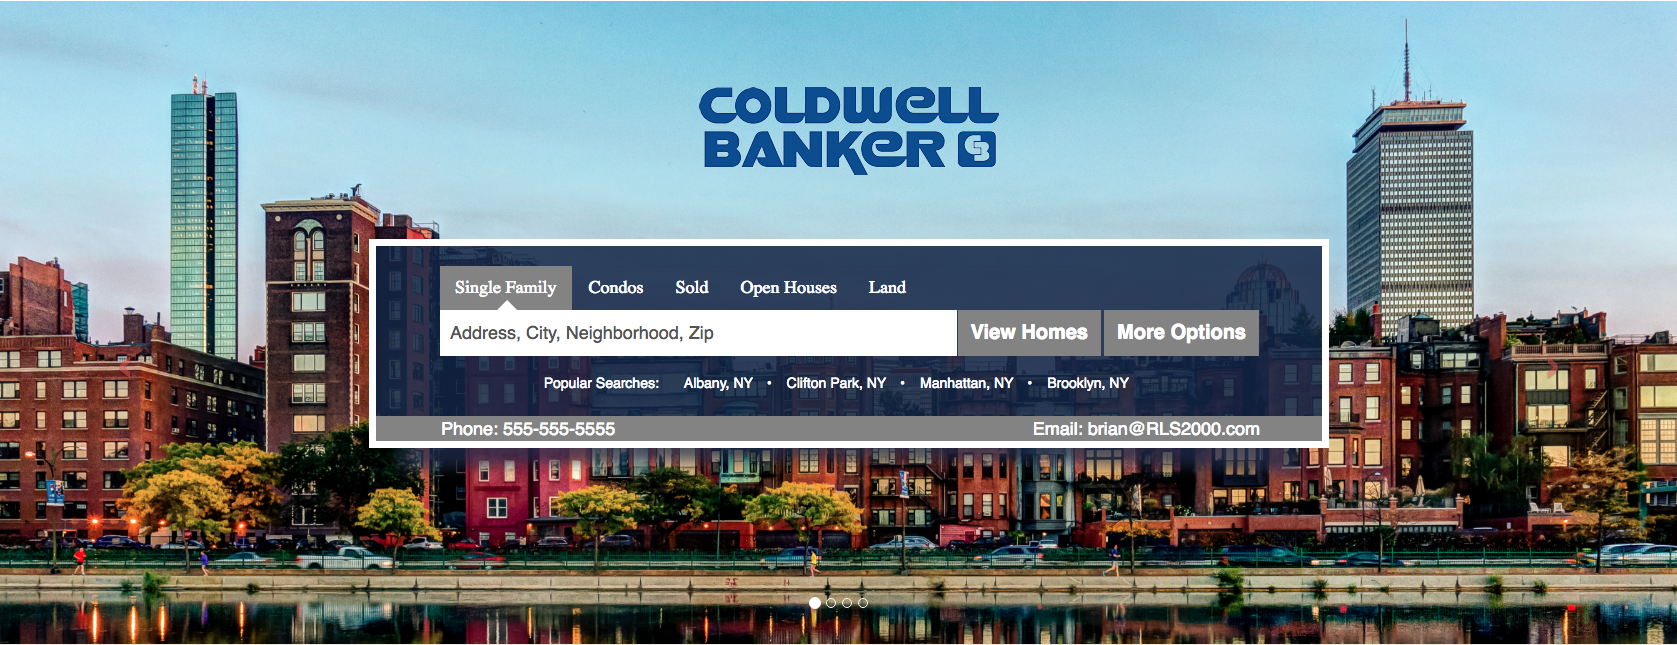 COLDWELL
BANKER CB
Single Family Condos Sold Open Houses Land
Address, City, Neighborhood, Zip View Homes More Options
Popular Searches: Albany, NY • Clifton Park, NY • Manhattan, NY • Brooklyn, NY
Phone: 555-555-5555 Email: brian@RLS2000.com